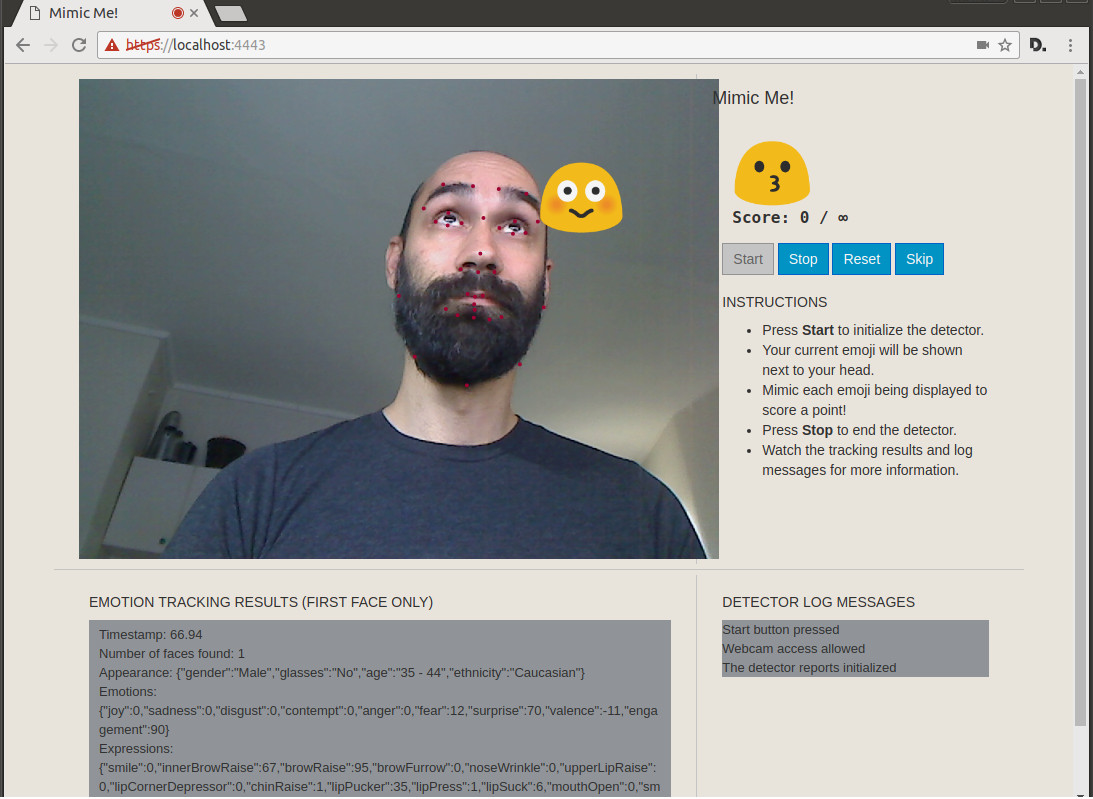 Mimic Me!
https://localhost:4443
D.
Mimic Me!
Score: 0 / ∞
Start Stop Reset Skip
INSTRUCTIONS
Press Start to initialize the detector.
Your current emoji will be shown
next to your head.
Mimic each emoji being displayed to
score a point!
Press Stop to end the detector.
Watch the tracking results and log
messages for more information.
EMOTION TRACKING RESULTS (FIRST FACE ONLY)
Timestamp: 66.94
Number of faces found: 1
Appearance: {"gender":"Male","glasses":"No","age":"35 - 44","ethnicity":"Caucasian"}
Emotions:
{"joy":0,"sadness":0,"disgust":0,"contempt":0,"anger":0,"fear":12,"surprise":70,"valence":-11,"enga
gement":90}
Expressions:
{"smile":0,"innerBrowRaise":67,"browRaise":95,"browFurrow":0,"noseWrinkle":0,"upperLipRaise":
0,"lipCornerDepressor":0,"chinRaise":1,"lipPucker":35,"lipPress":1,"lipSuck":6,"mouthOpen":0,"sm
DETECTOR LOG MESSAGES
Start button pressed
Webcam access allowed
The detector reports initialized